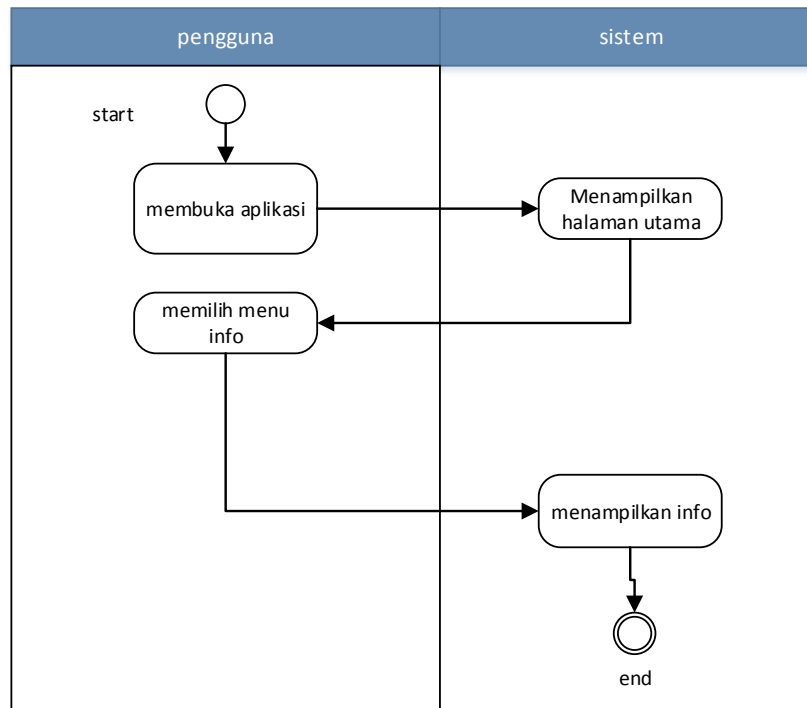 pengguna
sistem
start
membuka aplikasi
Menampilkan
halaman utama
memilih menu
info
menampilkan info
end